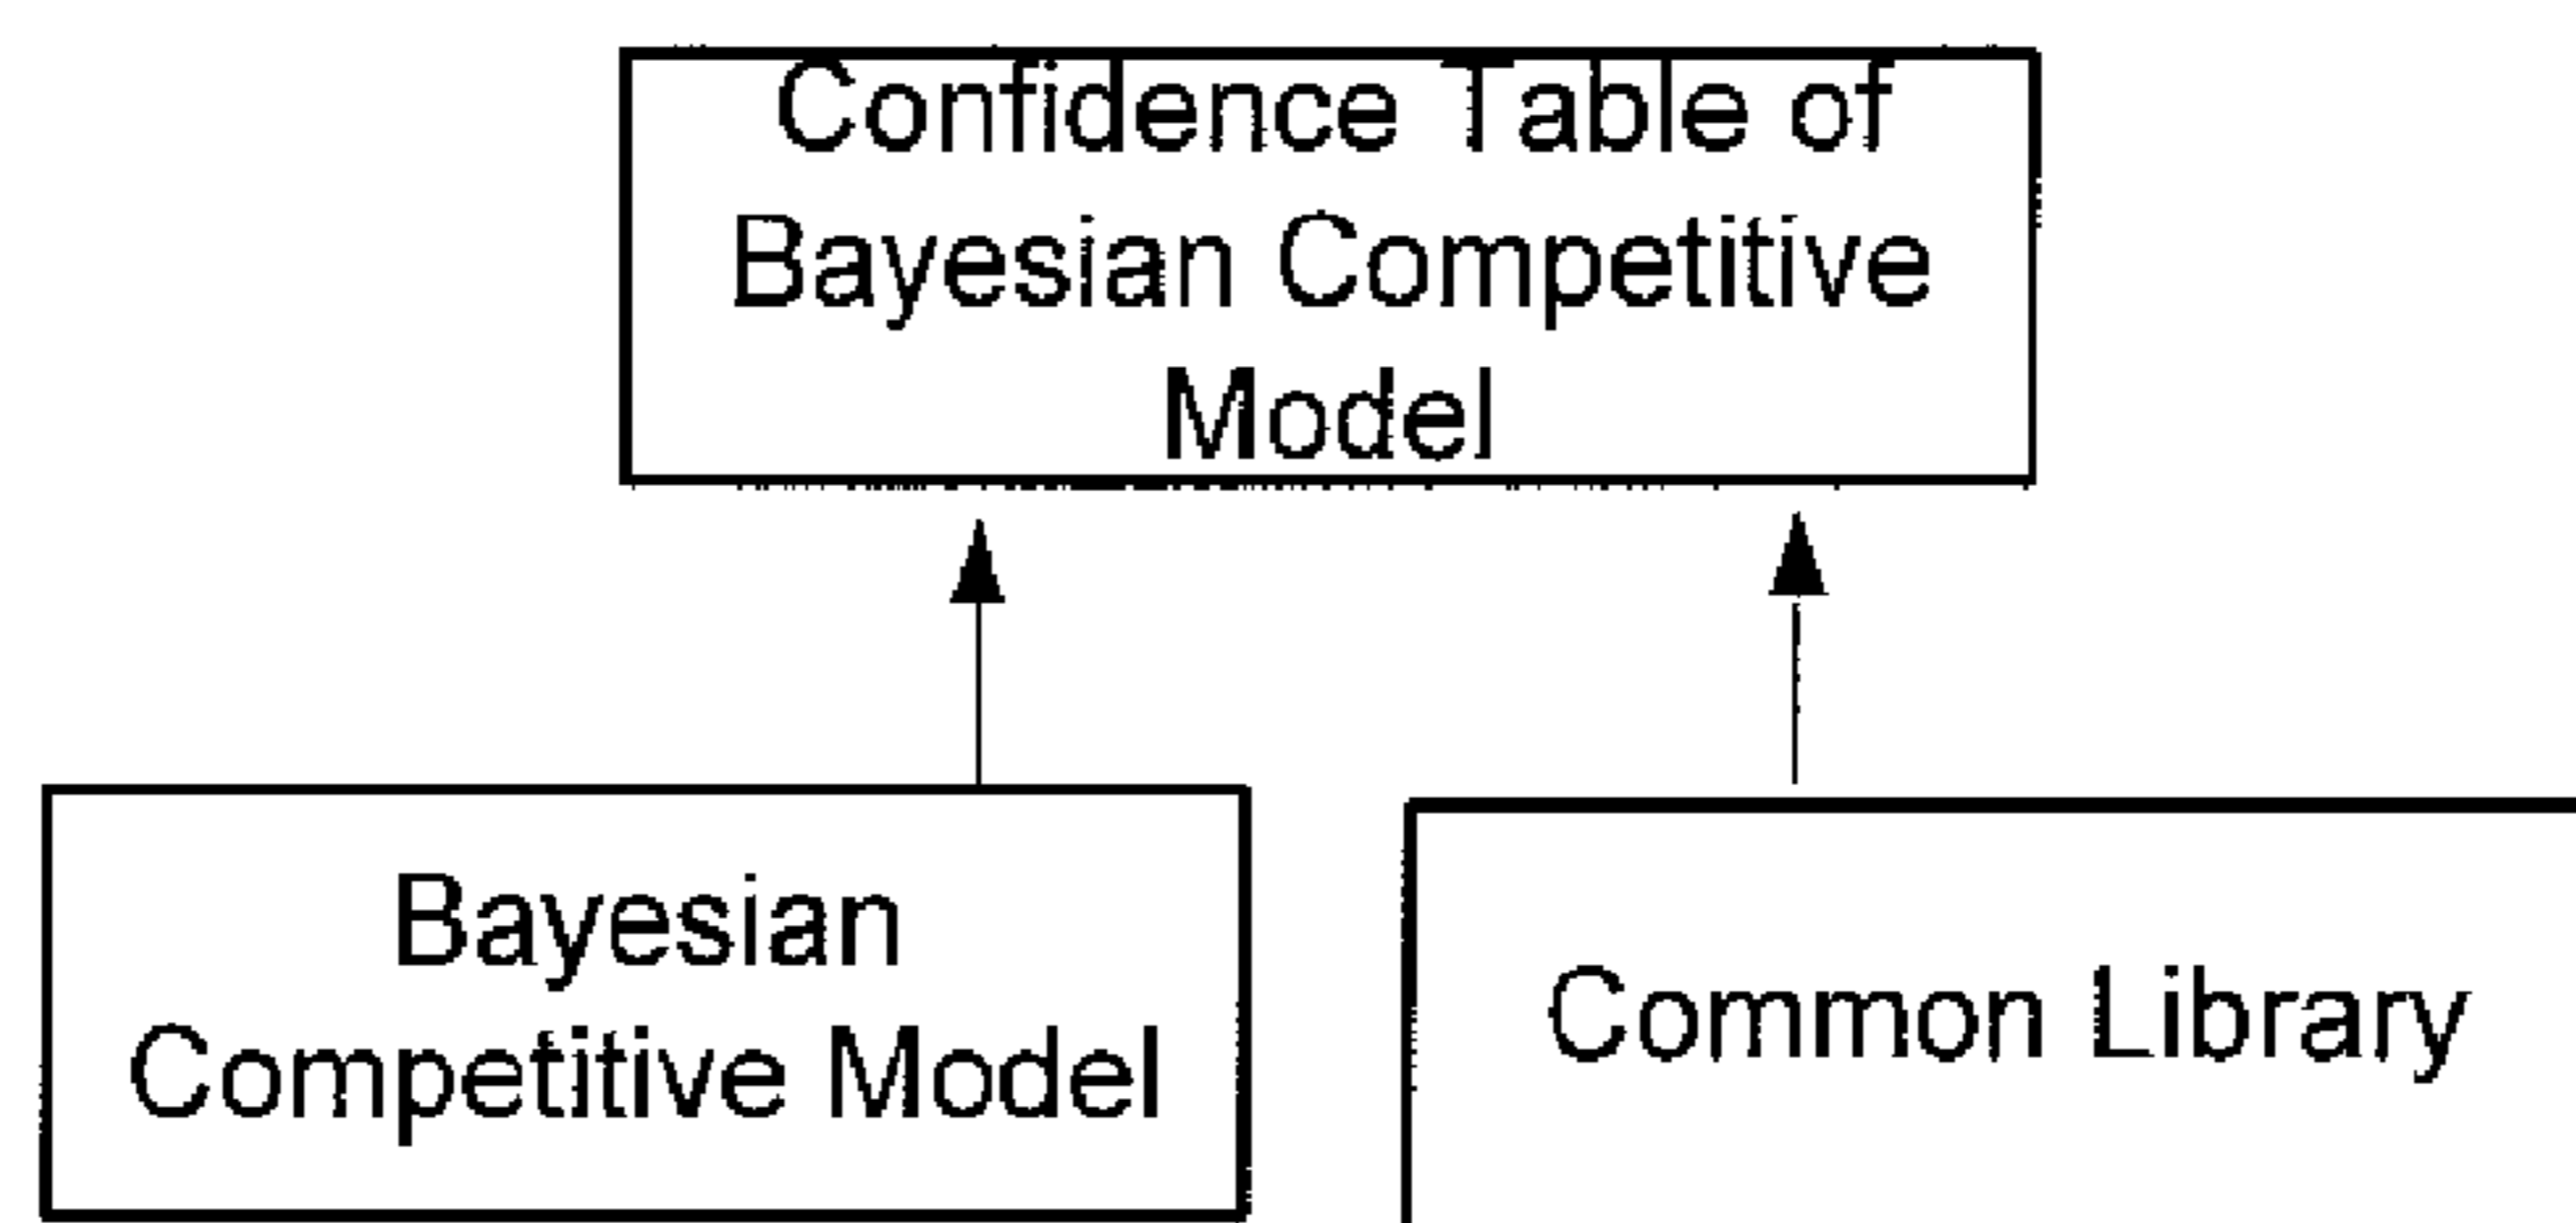 Confidence Table of
Bayesian Competitive
Model
Bayesian
Competitive Model
Common Library